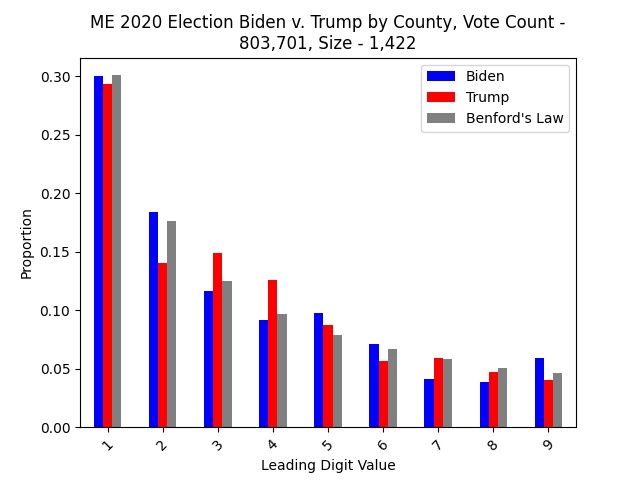 ME 2020 Election Biden v. Trump by County, Vote Count -
803,701, Size - 1,422
Biden
Trump
Benford's Law
Proportion
0.30
0.25
0.20
0.15
0.10
0.05
0.00
1 2 3 4 5 6 7 8 9
Leading Digit Value